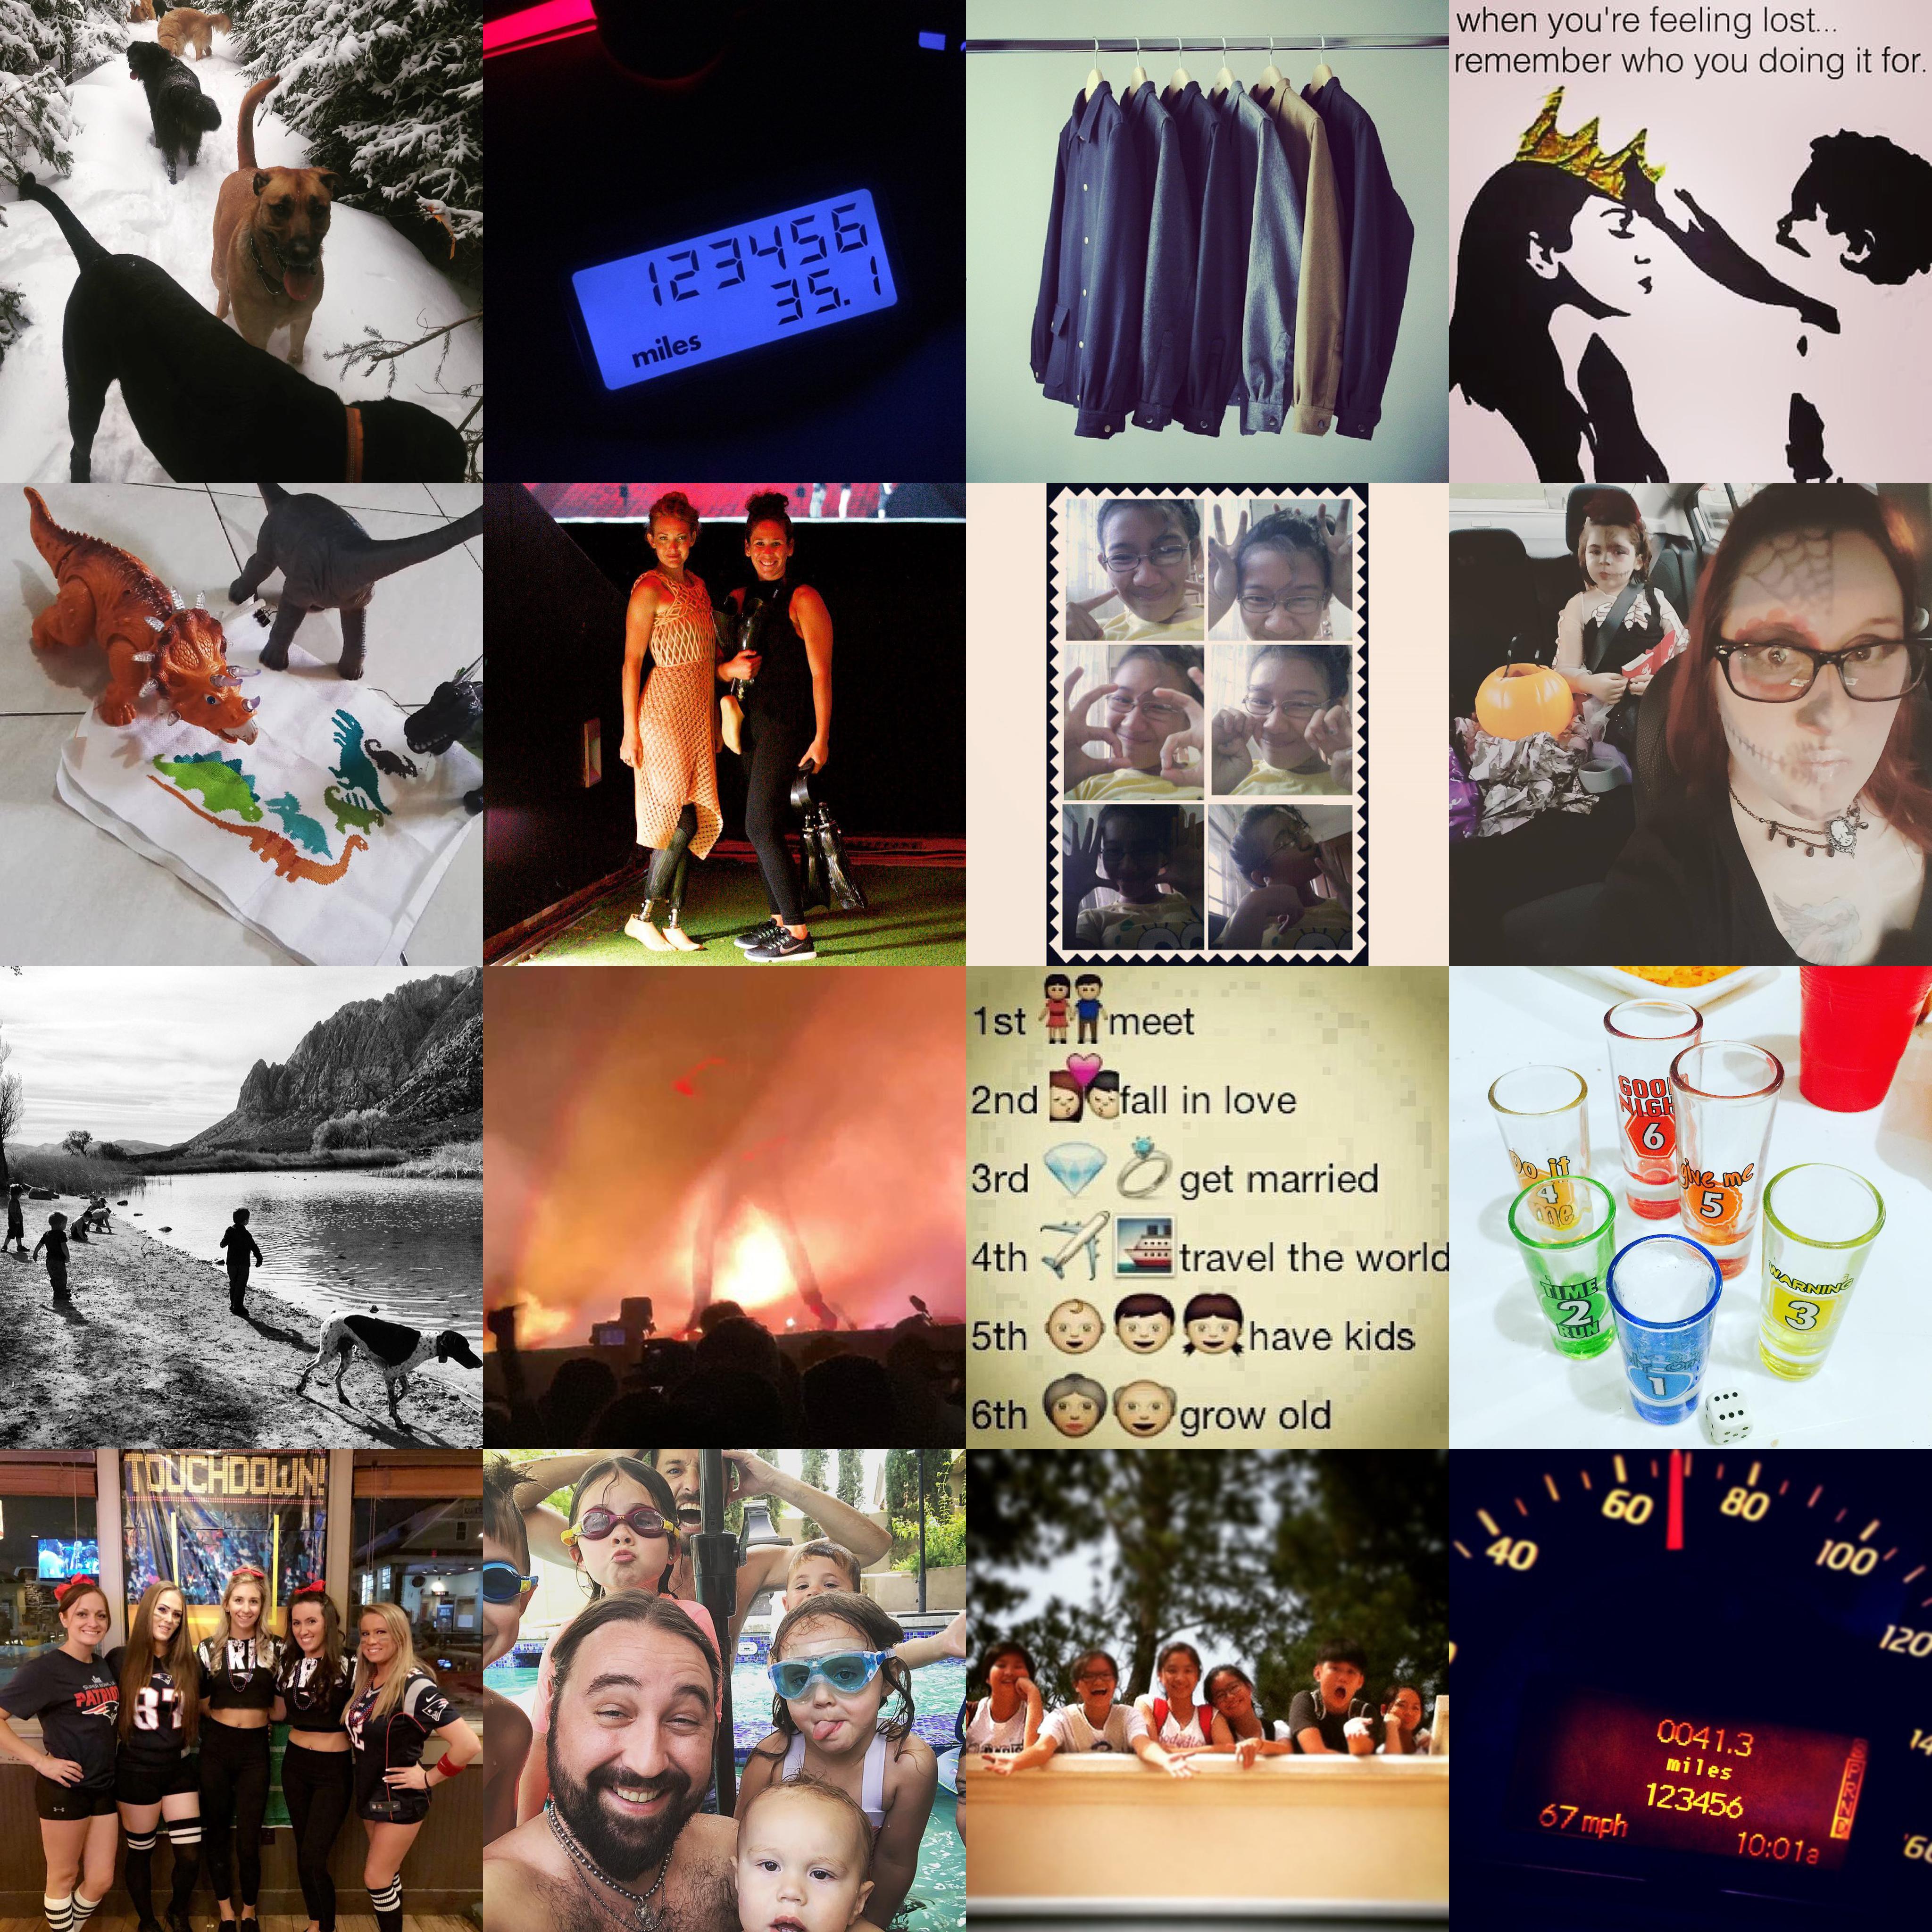 123456
35.1
miles
when you're feeling lost...
remember who you doing it for.
1st meet
2nd fall in love
3rd get married
4th travel the world
5th have kids
6th grow old
GOOD
NIGHT
6
Do it
4
me
give me
5
TIME
2
RUN
WARNING
3
1
TOUCHDOWN!
PATRIOTS
87
40
60
80
100
120
0041.3
miles
123456
67 mph
10:01a